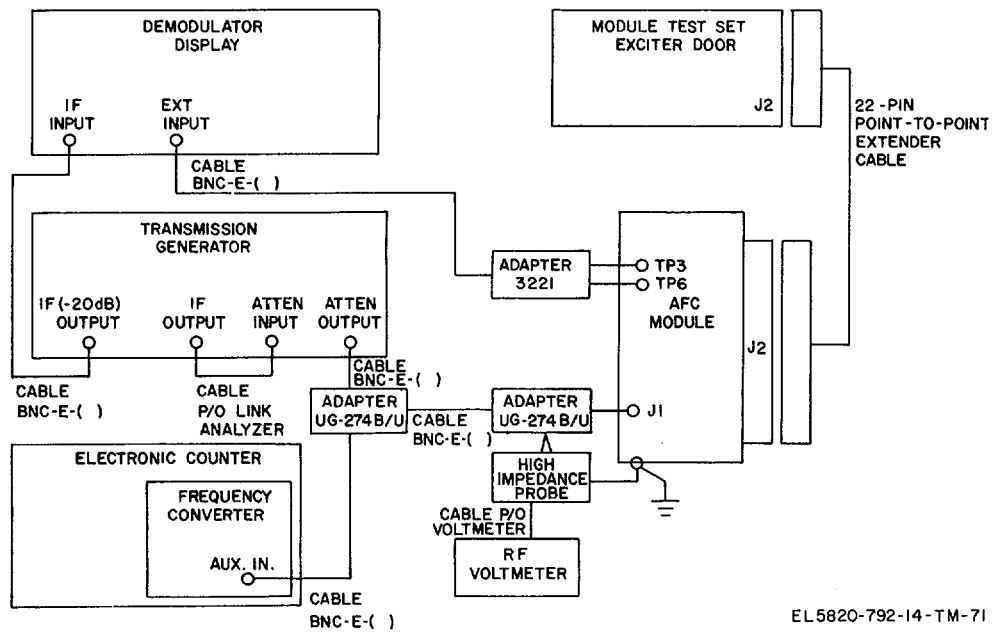 DEMODULATOR
DISPLAY
IF
INPUT
EXT
INPUT
CABLE
BNC-E-( )
MODULE TEST SET
EXCITER DOOR
J2
22-PIN
POINT-TO-POINT
EXTENDER
CABLE
TRANSMISSION
GENERATOR
IF (-20dB)
OUTPUT
IF
OUTPUT
ATTEN
INPUT
ATTEN
OUTPUT
ADAPTER
3221
TP3
TP6
AFC
MODULE
J2
CABLE
BNC-E-( )
CABLE
P/O LINK
ANALYZER
CABLE
BNC-E-( )
ADAPTER
UG-274B/U
CABLE
BNC-E-( )
ADAPTER
UG-274B/U
J1
ELECTRONIC COUNTER
FREQUENCY
CONVERTER
AUX. IN.
CABLE
BNC-E-( )
HIGH
IMPEDANCE
PROBE
CABLE P/O
VOLTMETER
RF
VOLTMETER
EL5820-792-14-TM-71